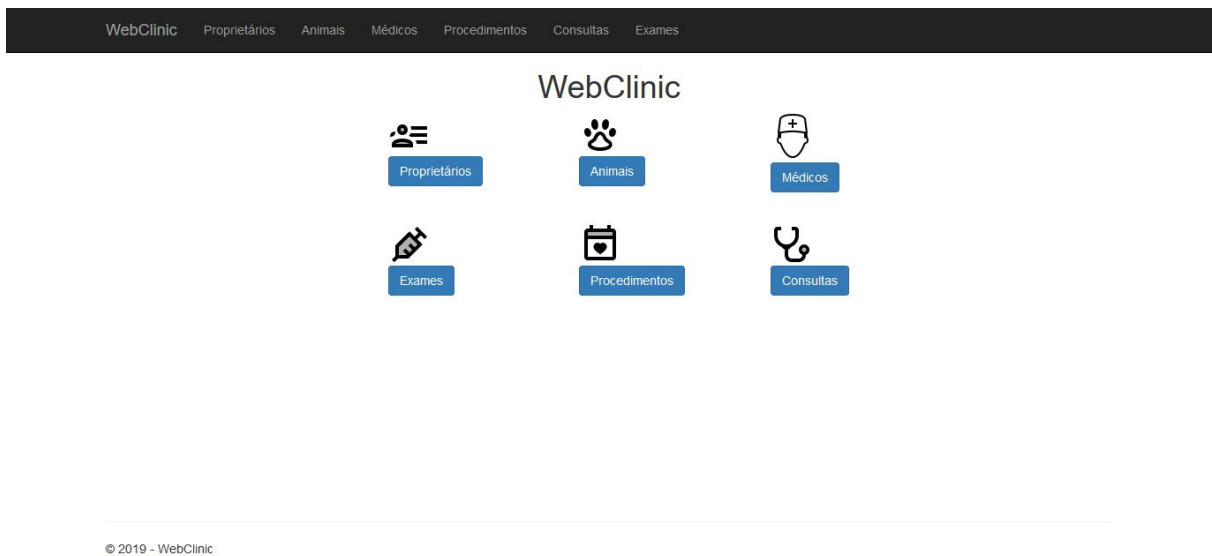 WebClinic Proprietários Animais Médicos Procedimentos Consultas Exames
WebClinic
Proprietários Animais Médicos
Exames Procedimentos Consultas
© 2019 - WebClinic